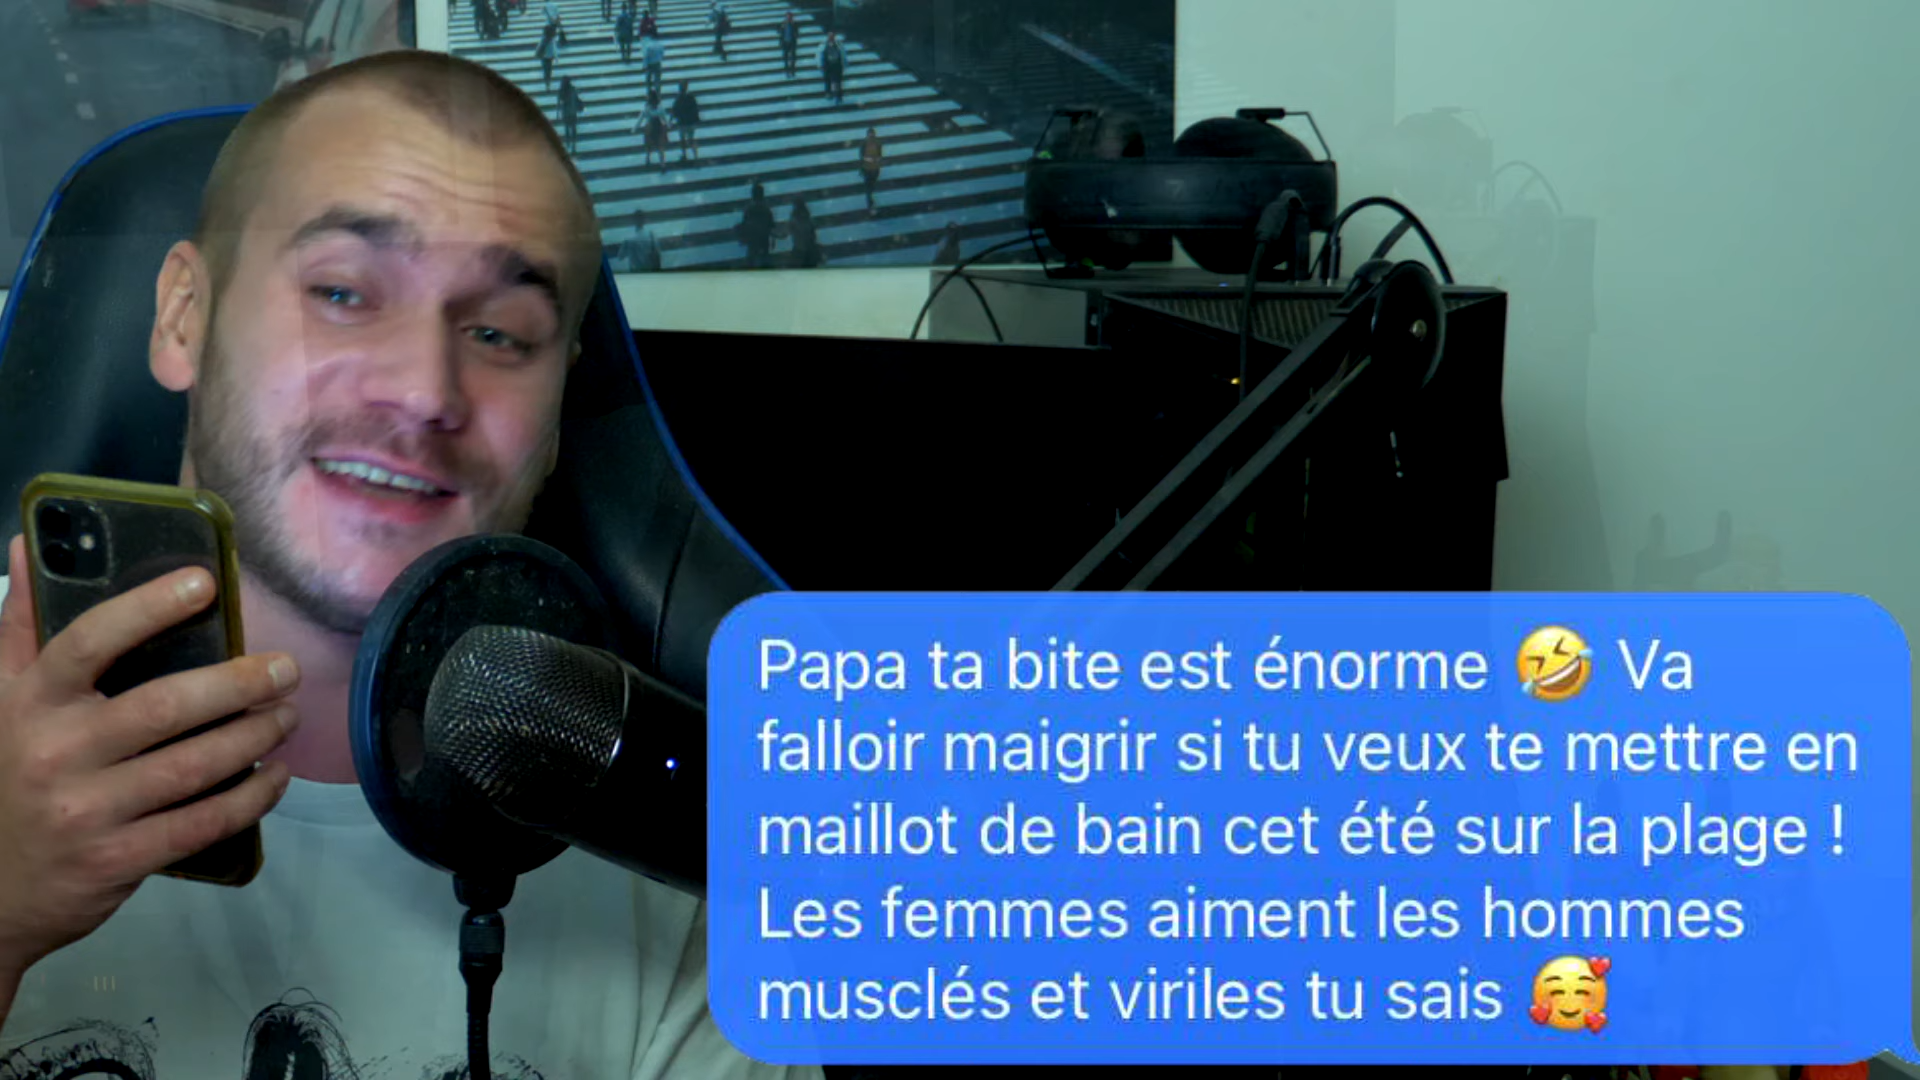 Papa ta bite est énorme 🤣 Va
falloir maigrir si tu veux te mettre en
maillot de bain cet été sur la plage !
Les femmes aiment les hommes
musclés et viriles tu sais 🥰